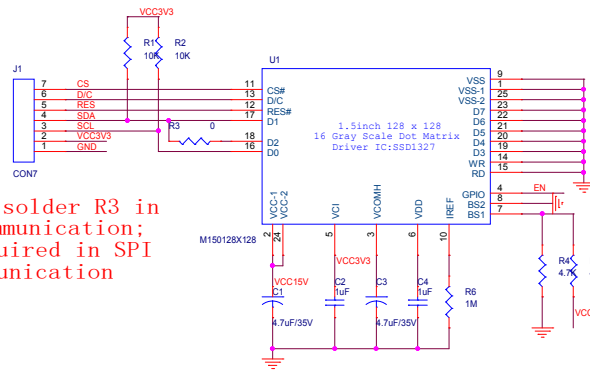 VCC3V3
R1 R2
10K 10K
U1
J1
7 CS 11 CS# VSS 9
6 D/C 13 D/C VSS-1 1
5 RES 12 RES# VSS-2 25
4 SDA 17 D1 D7 23
3 SCL D6 22
2 VCC3V3 R3 0 18 D2 D5 21
1 GND 16 D0 D4 20
D3 19
WR 14
RD 15
1.5inch 128 x 128
16 Gray Scale Dot Matrix
Driver IC:SSD1327
CON7
GPIO 4 EN
BS2 8
BS1 7
solder R3 in
munication;
uired in SPI
unication
VCC-1 VCC-2 VCI VCOMH VDD IREF
M150128X128 2 24 5 3 6 10
VCC3V3
VCC15V
C1 C2 C3 C4 R6
1uF 1uF 1M
4.7uF/35V 4.7uF/35V
R4
4.7K
VCC